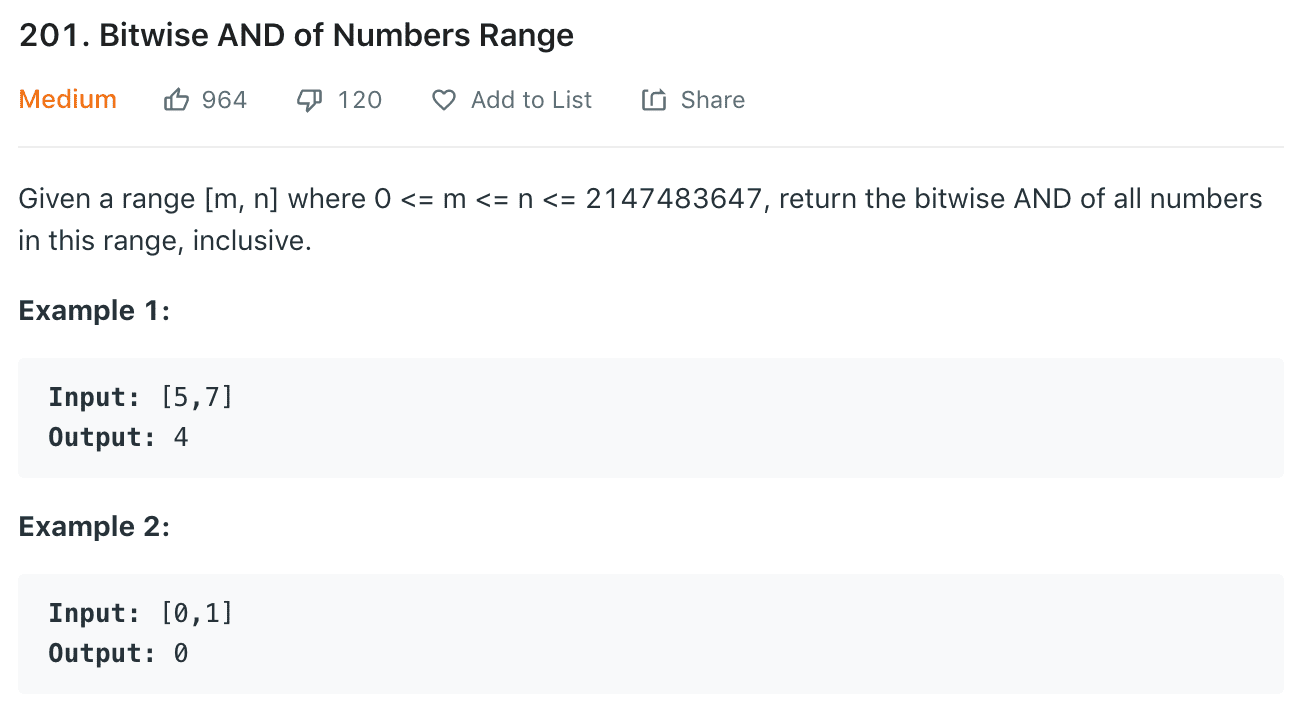 201. Bitwise AND of Numbers Range
Medium 964 120 Add to List Share
Given a range [m, n] where 0 <= m <= n <= 2147483647, return the bitwise AND of all numbers
in this range, inclusive.
Example 1:
Input: [5,7]
Output: 4
Example 2:
Input: [0,1]
Output: 0